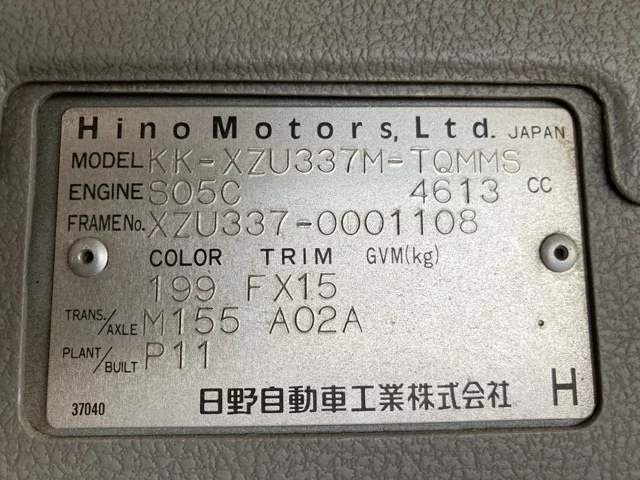 Hino Motors, Ltd. JAPAN
MODEL KK-XZU337M-TQMMS
ENGINE S05C 4613 CC
FRAME No. XZU337-0001108
COLOR TRIM GVM(kg)
199 FX15
TRANS./AXLE M155 A02A
PLANT/BUILT P11
37040 日野自動車工業株式会社 H